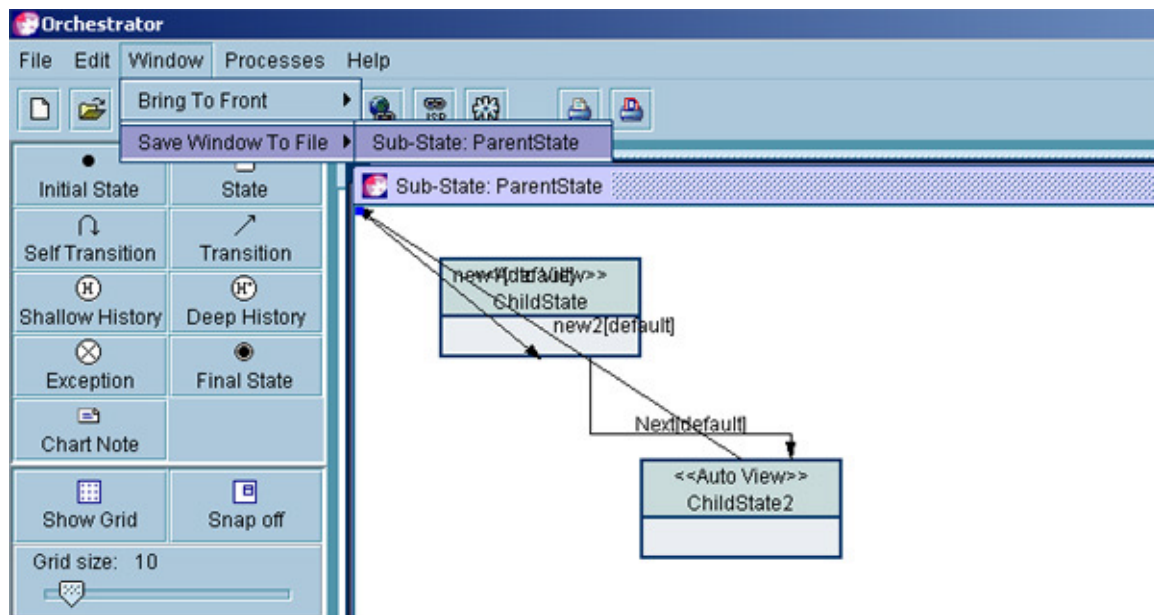 Orchestrator
File Edit Window Processes Help
Bring To Front
Save Window To File
Sub-State: ParentState
Initial State
State
Self Transition
Transition
Shallow History
Deep History
Exception
Final State
Chart Note
Show Grid
Snap off
Grid size: 10
Sub-State: ParentState
ChildState
new2[default]
Next[default]
<<Auto View>>
ChildState2